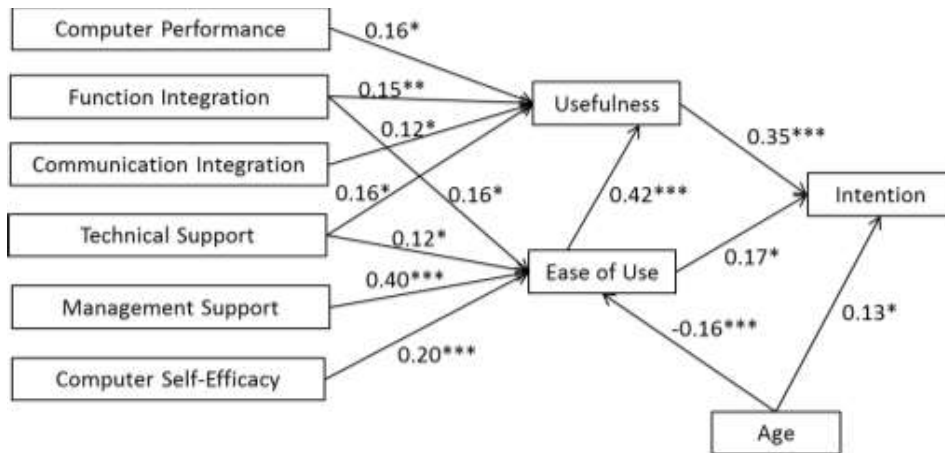 Computer Performance
0.16*
Function Integration
0.15**
Usefulness
0.12*
0.35***
Communication Integration
0.16*
0.16*
0.42***
Intention
Technical Support
0.12*
Ease of Use
0.17*
0.40***
Management Support
-0.16***
0.13*
0.20***
Computer Self-Efficacy
Age